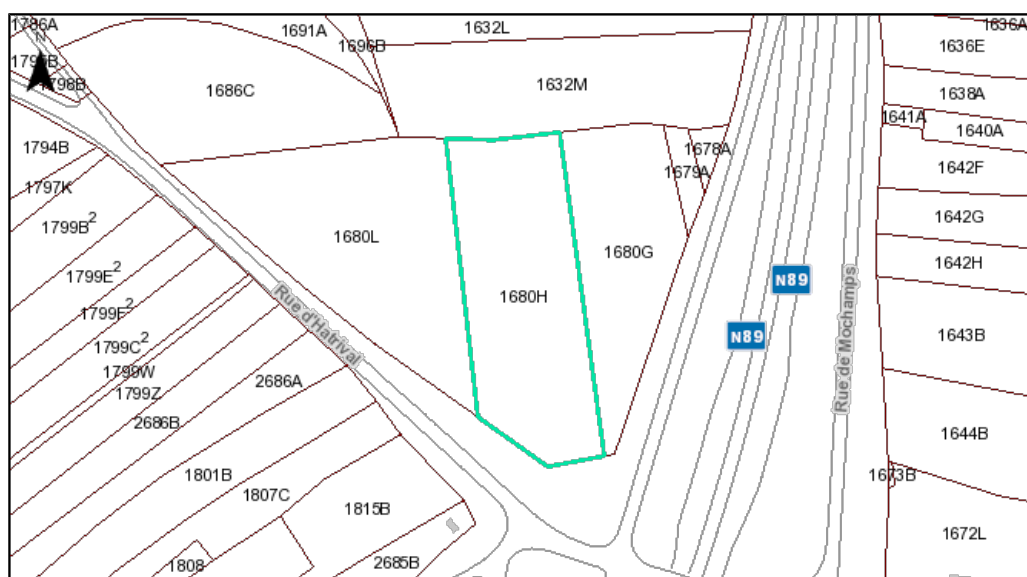 1786A
1691A
1632L
1636A
N
1696B
1636E
1795B
1798B
1686C
1632M
1638A
1641A
1640A
1794B
1678A
1679A
1642F
1797K
1799B2
1642G
1680L
1680G
1642H
1799E2
N89
1680H
Rue d'Hatrival
1799F2
N89
Rue de Mochamps
1643B
1799C2
1799W
2686A
1799Z
2686B
1644B
1801B
1673B
1807C
1815B
1672L
1808
2685B